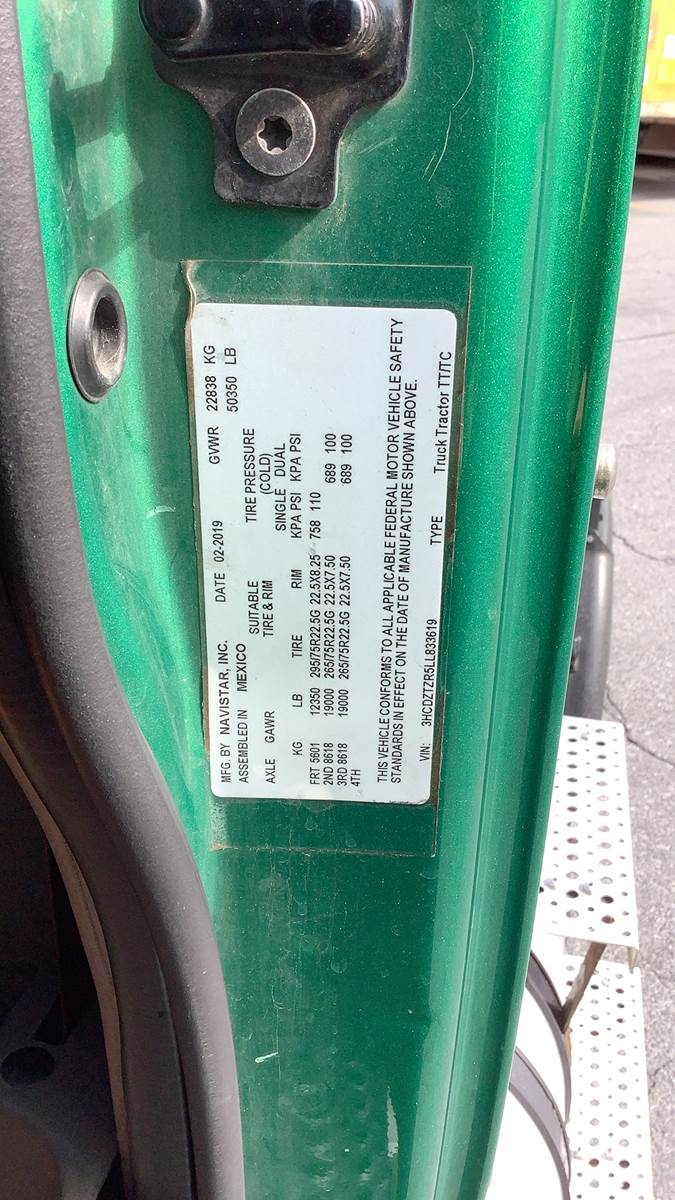 MFG. BY NAVISTAR, INC. DATE 02-2019 GVWR 22838 KG
ASSEMBLED IN MEXICO 50350 LB
AXLE GAWR SUITABLE TIRE PRESSURE
TIRE & RIM (COLD)
SINGLE DUAL
KG LB TIRE RIM KPA PSI KPA PSI
FRT 5601 12350 295/75R22.5G 22.5X8.25 758 110
2ND 8618 19000 265/75R22.5G 22.5X7.50 689 100
3RD 8618 19000 265/75R22.5G 22.5X7.50 689 100
4TH
THIS VEHICLE CONFORMS TO ALL APPLICABLE FEDERAL MOTOR VEHICLE SAFETY
STANDARDS IN EFFECT ON THE DATE OF MANUFACTURE SHOWN ABOVE.
VIN: 3HCDZTZR5LL833619 TYPE Truck Tractor TT/TC